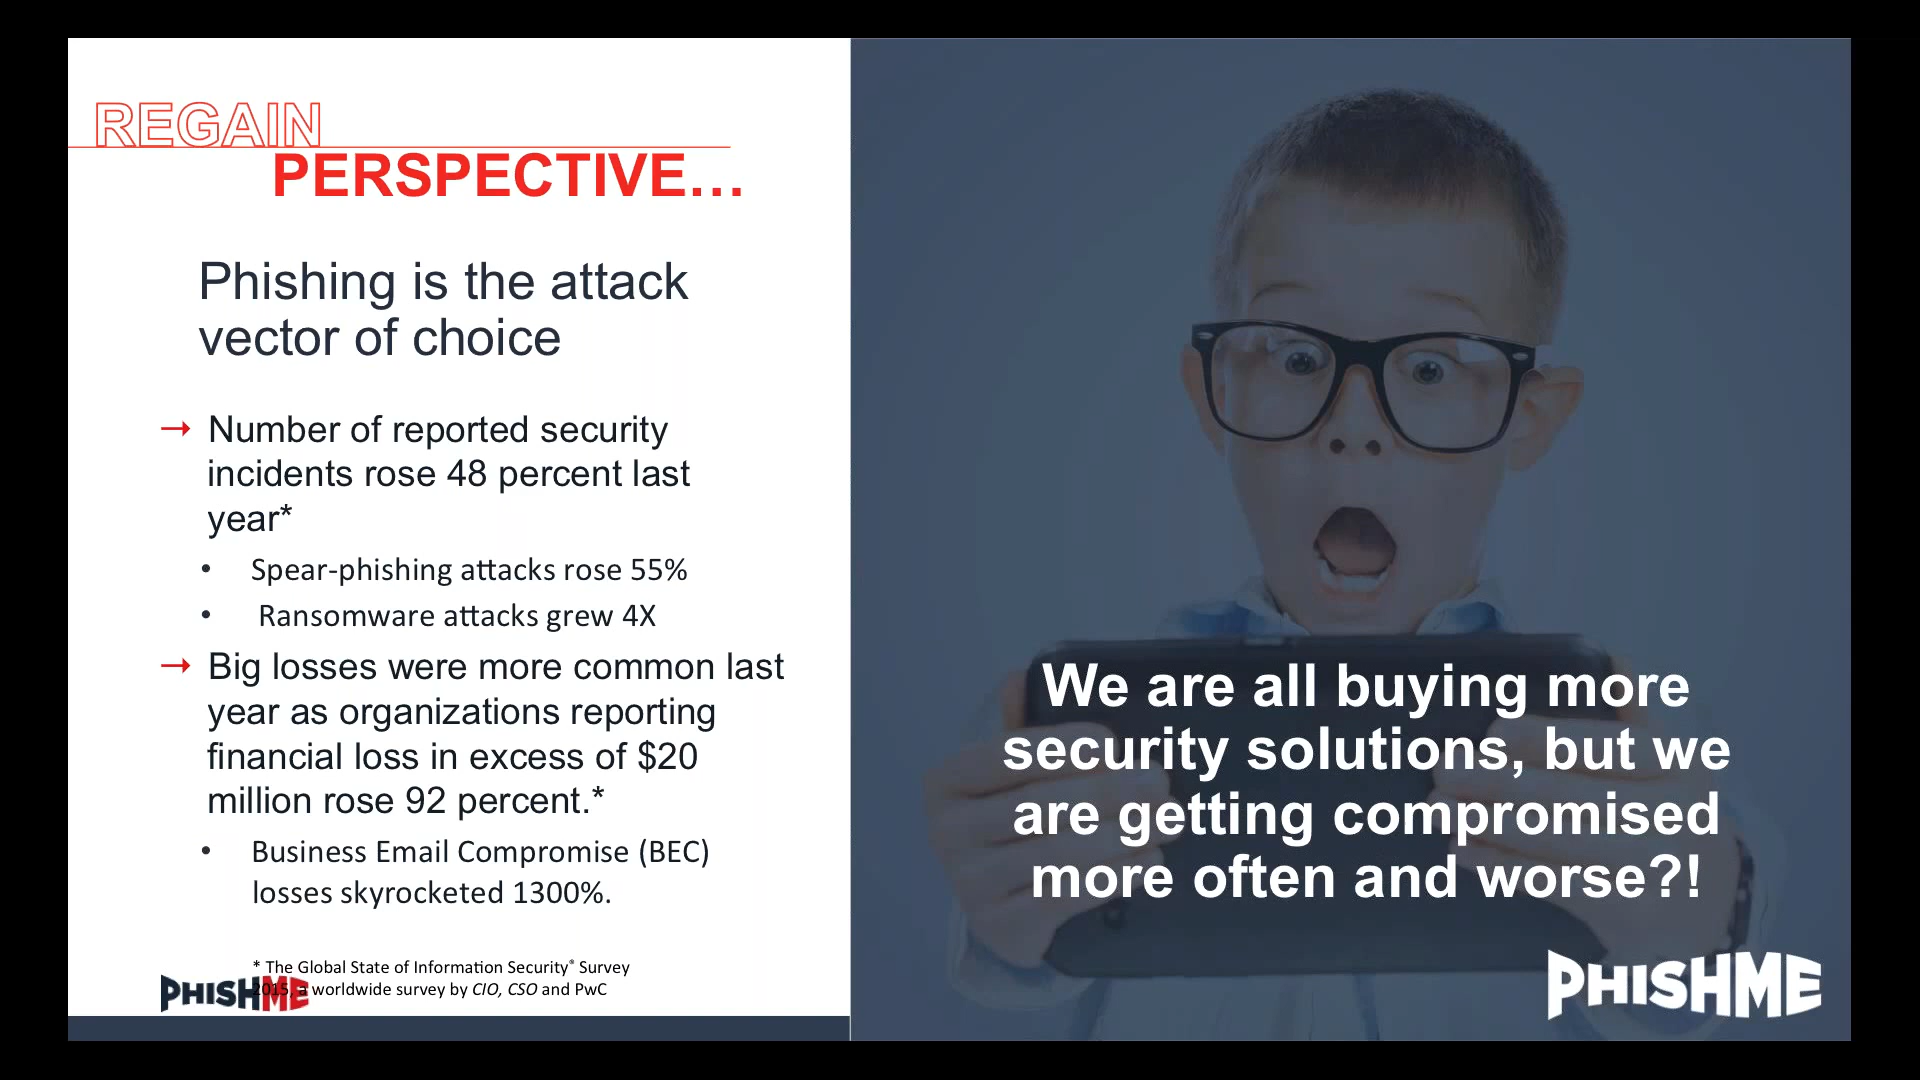 REGAIN
PERSPECTIVE…
Phishing is the attack
vector of choice
→ Number of reported security
incidents rose 48 percent last
year*
• Spear-phishing attacks rose 55%
• Ransomware attacks grew 4X
→ Big losses were more common last
year as organizations reporting
financial loss in excess of $20
million rose 92 percent.*
• Business Email Compromise (BEC)
losses skyrocketed 1300%.
* The Global State of Information Security® Survey
2015, a worldwide survey by CIO, CSO and PwC
PHISHME
We are all buying more
security solutions, but we
are getting compromised
more often and worse?!
PHISHME